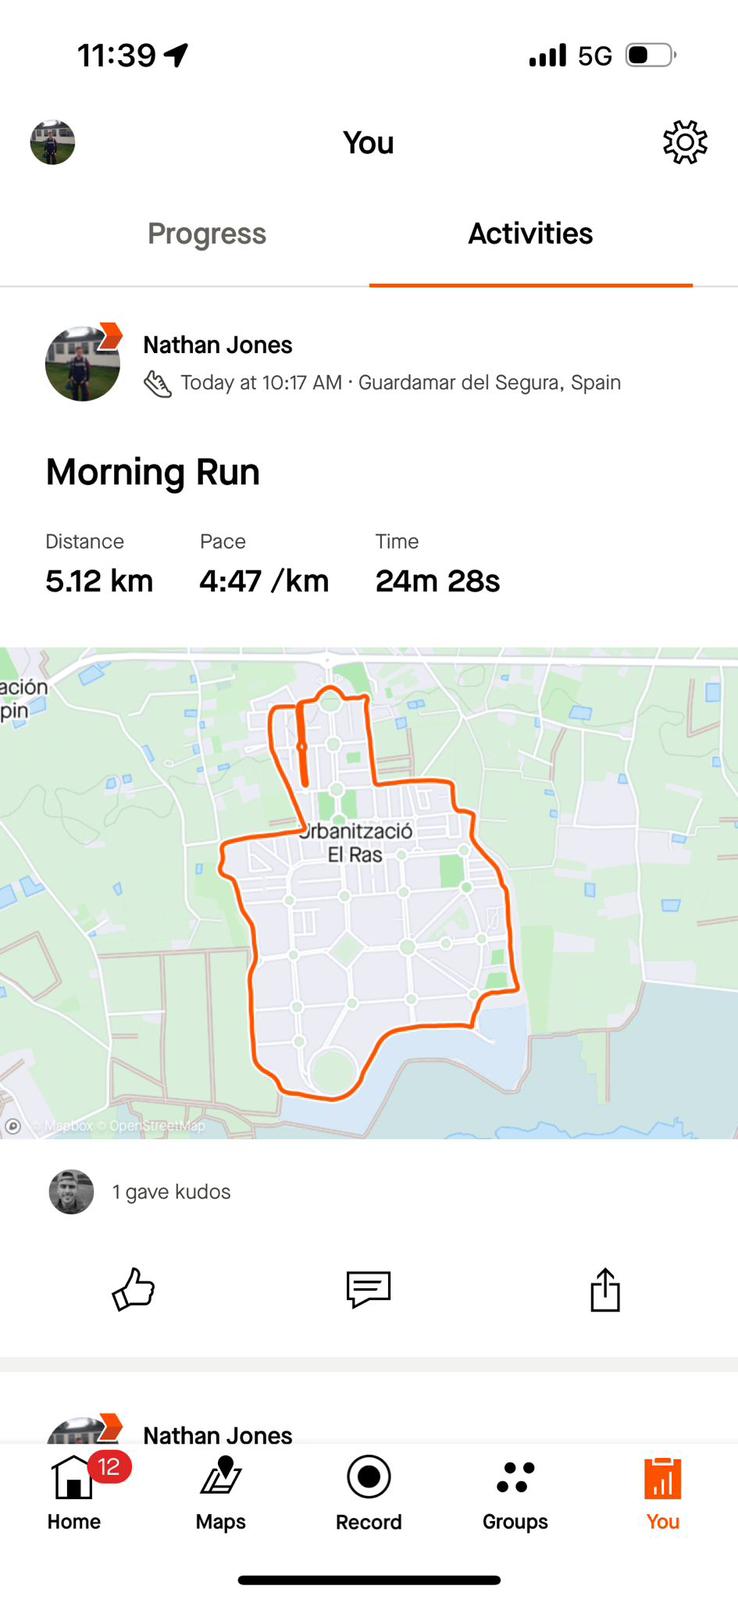 11:39
5G
You
Progress
Activities
Nathan Jones
Today at 10:17 AM · Guardamar del Segura, Spain
Morning Run
Distance
Pace
Time
5.12 km
4:47 /km
24m 28s
ación
pin
Urbanització
El Ras
© Mapbox © OpenStreetMap
1 gave kudos
Nathan Jones
12
Home
Maps
Record
Groups
You